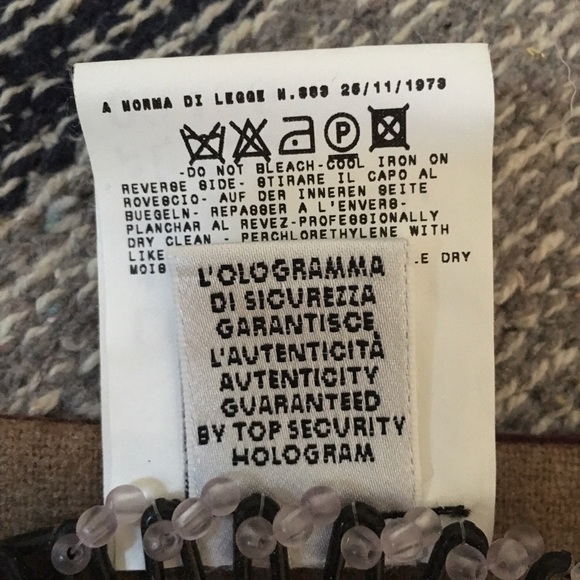 A NORMA DI LEGGE N.883 26/11/1973
P
-DO NOT BLEACH-COOL IRON ON
REVERSE SIDE- STIRARE IL CAPO AL
ROVESCIO- AUF DER INNEREN SEITE
BUEGELN- REPASSER A L'ENVERS-
PLANCHAR AL REVEZ-PROFESSIONALLY
DRY CLEAN - PERCHLORETHYLENE WITH
LIKE LE DRY
MOIS
L'OLOGRAMMA
DI SICUREZZA
GARANTISCE
L'AUTENTICITÀ
AUTENTICITY
GUARANTEED
BY TOP SECURITY
HOLOGRAM